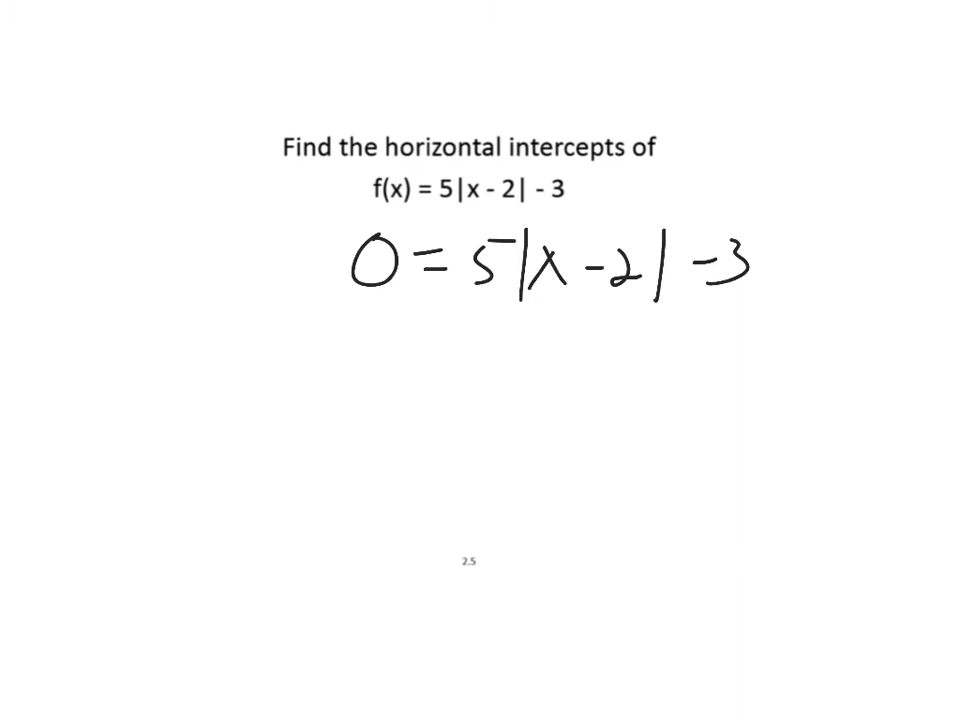 Find the horizontal intercepts of
f(x) = 5|x - 2| - 3
0 = 5|x - 2| - 3
2.5